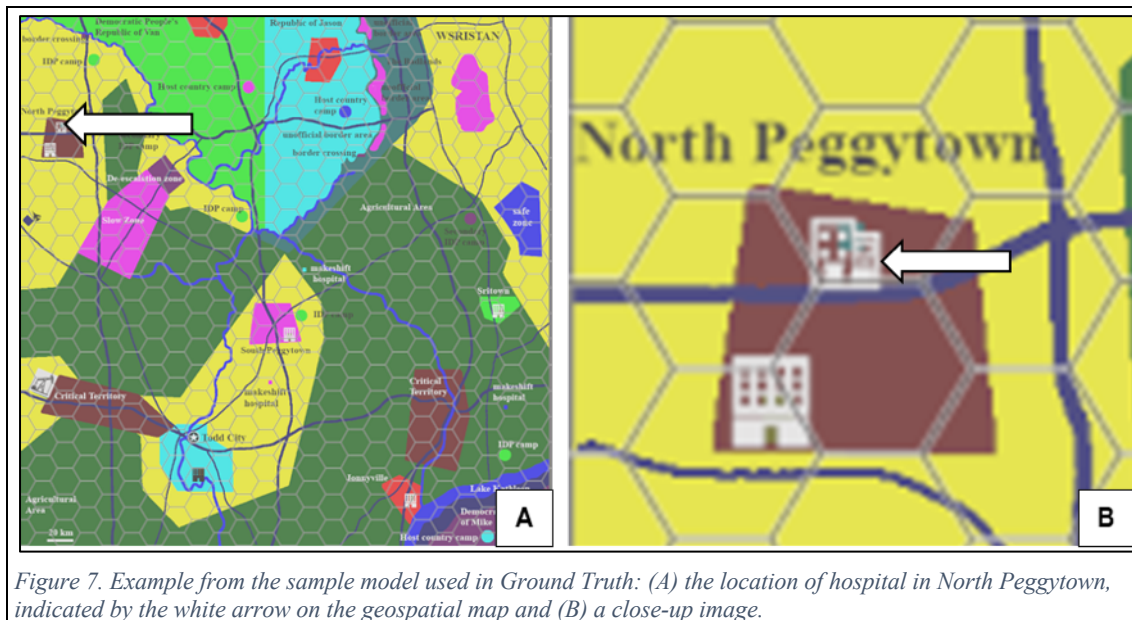 Democratic People's
Republic of Van
Republic of Jason
border crossing
WSRISTAN
IDP camp
Host country camp
Host country
camp
North Peggytown
unofficial border area
border crossing
De-escalation zone
Slow Zone
IDP camp
Agricultural Area
safe
zone
IDP camp
makeshift
hospital
Sritown
IDP camp
South Peggytown
Critical Territory
makeshift
hospital
Critical
Territory
makeshift
hospital
Todd City
IDP camp
Jonnyville
Agricultural
Area
20 km
Host country camp
A
North Peggytown
B
Figure 7. Example from the sample model used in Ground Truth: (A) the location of hospital in North Peggytown,
indicated by the white arrow on the geospatial map and (B) a close-up image.